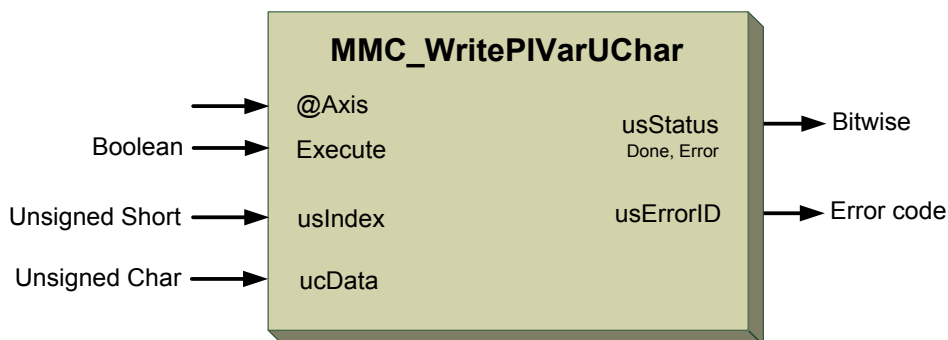 MMC_WritePIVarUChar
@Axis
Boolean
Execute
usStatus
Done, Error
Bitwise
Unsigned Short
usIndex
usErrorID
Error code
Unsigned Char
ucData